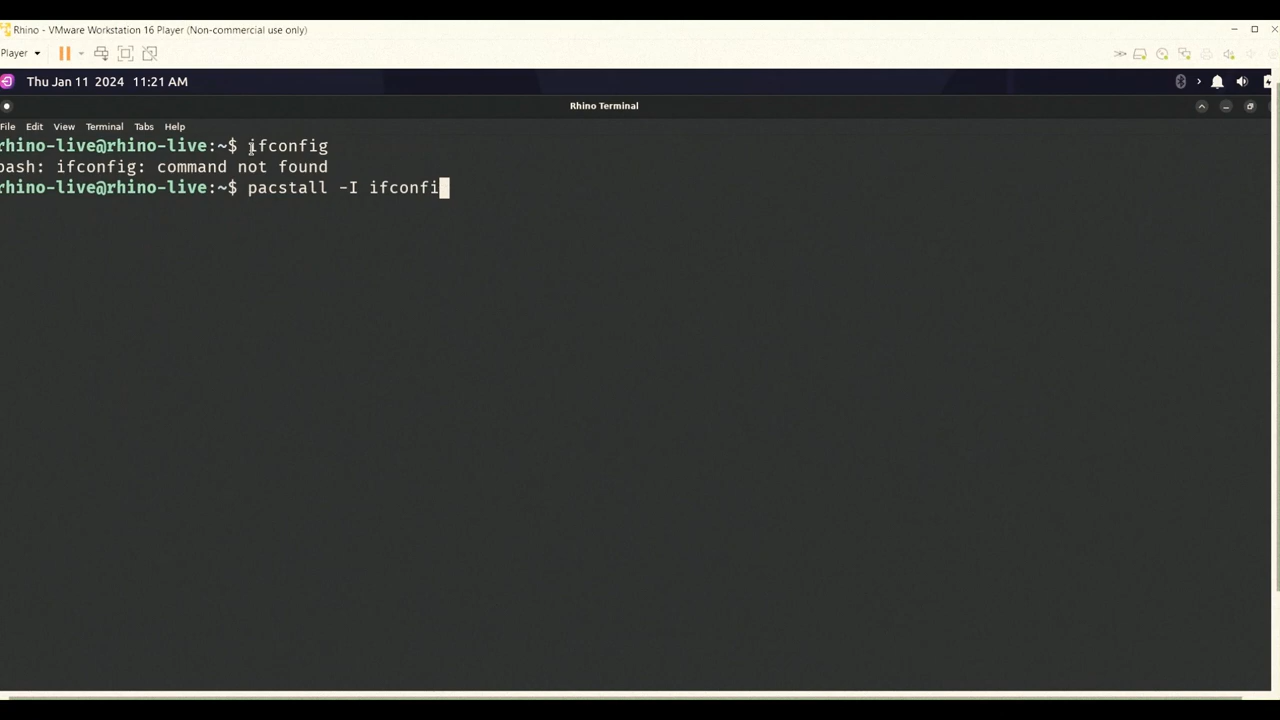 Rhino - VMware Workstation 16 Player (Non-commercial use only)
Player
Thu Jan 11 2024 11:21 AM
Rhino Terminal
File Edit View Terminal Tabs Help
rhino-live@rhino-live:~$ ifconfig
bash: ifconfig: command not found
rhino-live@rhino-live:~$ pacstall -I ifconfi